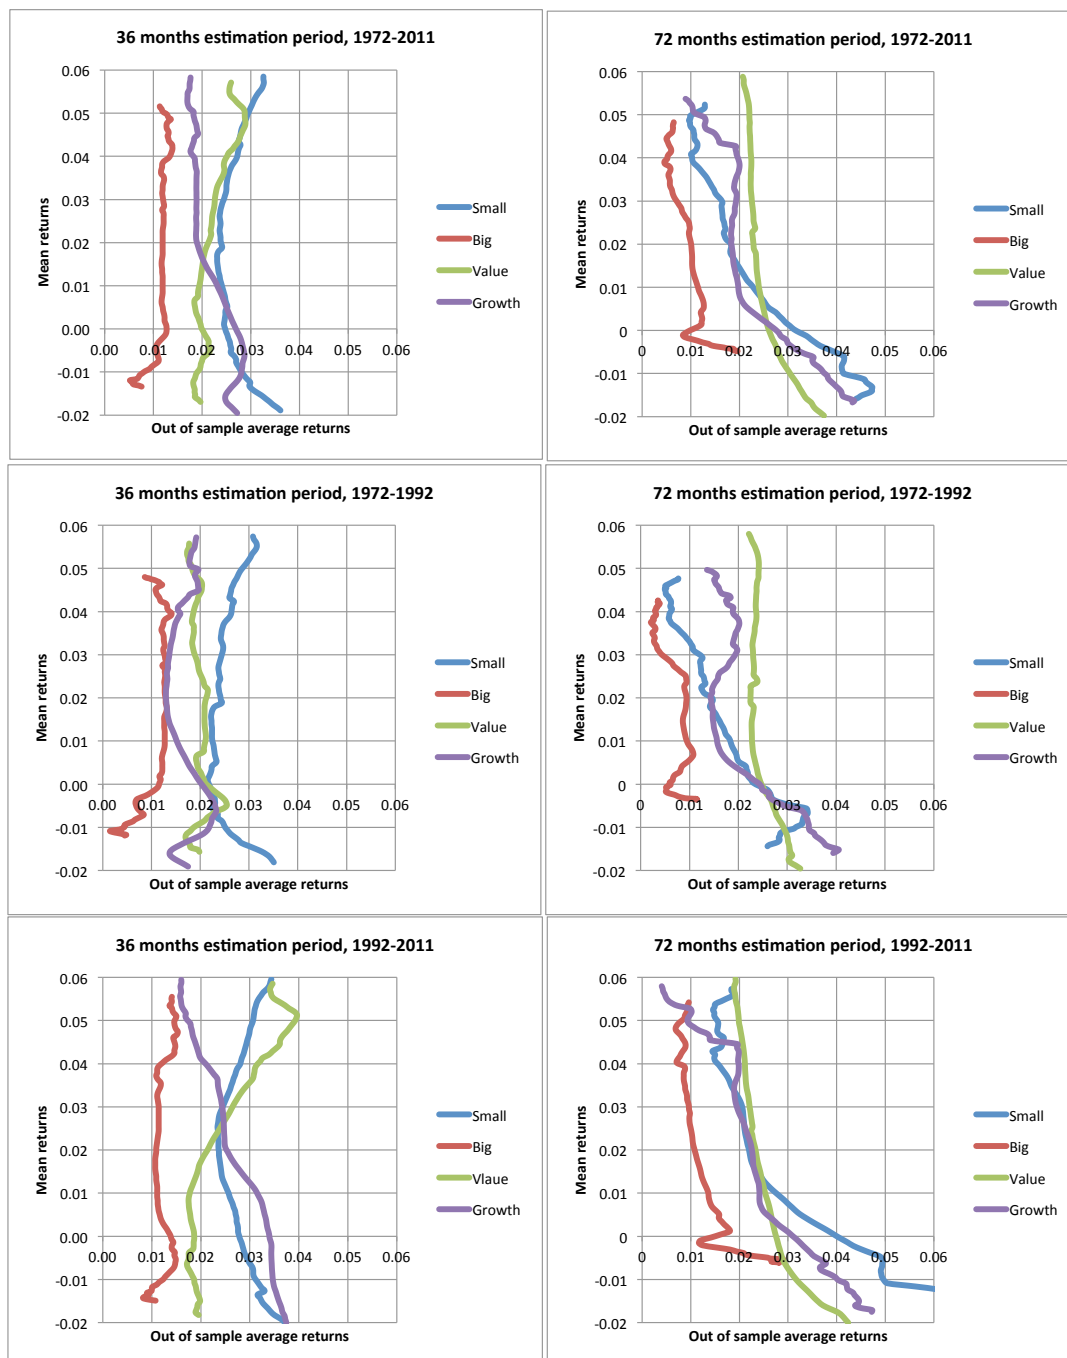 36 months estimation period, 1972-2011
0.06
0.05
0.04
0.03
0.02
0.01
0.00
-0.01
-0.02
0.00 0.01 0.02 0.03 0.04 0.05 0.06
Mean returns
Out of sample average returns
Small
Big
Value
Growth
72 months estimation period, 1972-2011
0.06
0.05
0.04
0.03
0.02
0.01
0
-0.01
-0.02
0 0.01 0.02 0.03 0.04 0.05 0.06
Mean returns
Out of sample average returns
Small
Big
Value
Growth
36 months estimation period, 1972-1992
0.06
0.05
0.04
0.03
0.02
0.01
0.00
-0.01
-0.02
0.00 0.01 0.02 0.03 0.04 0.05 0.06
Mean returns
Out of sample average returns
Small
Big
Value
Growth
72 months estimation period, 1972-1992
0.06
0.05
0.04
0.03
0.02
0.01
0
-0.01
-0.02
0 0.01 0.02 0.03 0.04 0.05 0.06
Mean returns
Out of sample average returns
Small
Big
Value
Growth
36 months estimation period, 1992-2011
0.06
0.05
0.04
0.03
0.02
0.01
0.00
-0.01
-0.02
0.00 0.01 0.02 0.03 0.04 0.05 0.06
Mean returns
Out of sample average returns
Small
Big
Vlaue
Growth
72 months estimation period, 1992-2011
0.06
0.05
0.04
0.03
0.02
0.01
0
-0.01
-0.02
0 0.01 0.02 0.03 0.04 0.05 0.06
Mean returns
Out of sample average returns
Small
Big
Value
Growth